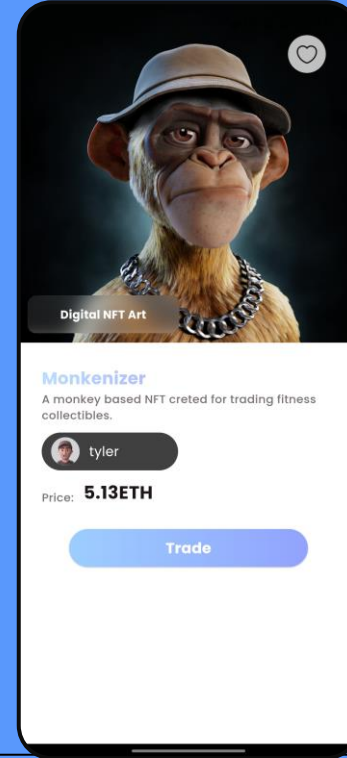 Digital NFT Art
Monkenizer
A monkey based NFT creted for trading fitness
collectibles.
tyler
Price: 5.13ETH
Trade